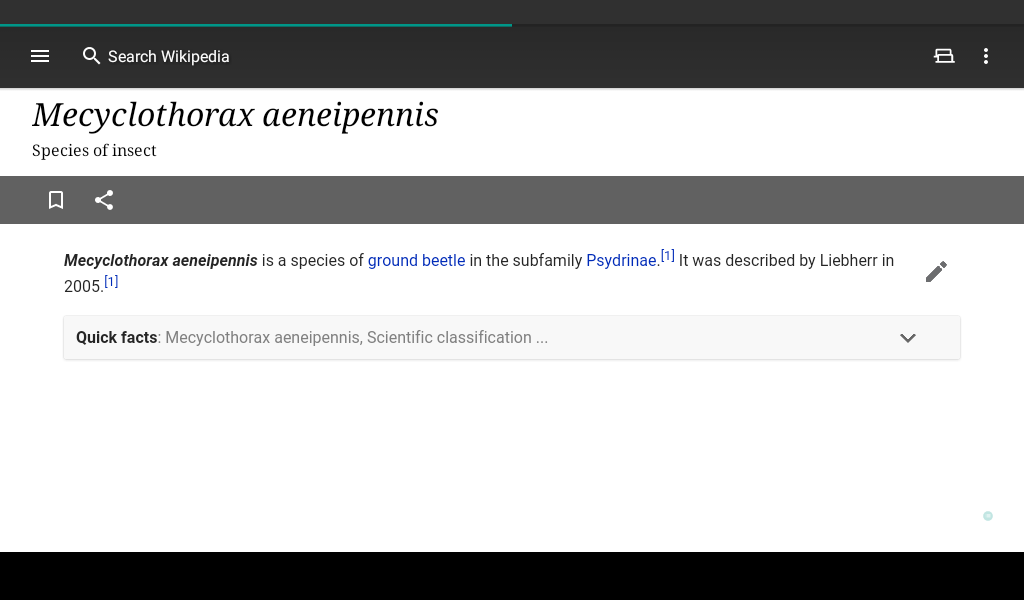 Search Wikipedia
Mecyclothorax aeneipennis
Species of insect
Mecyclothorax aeneipennis is a species of ground beetle in the subfamily Psydrinae.[1] It was described by Liebherr in
2005.[1]
Quick facts: Mecyclothorax aeneipennis, Scientific classification ...